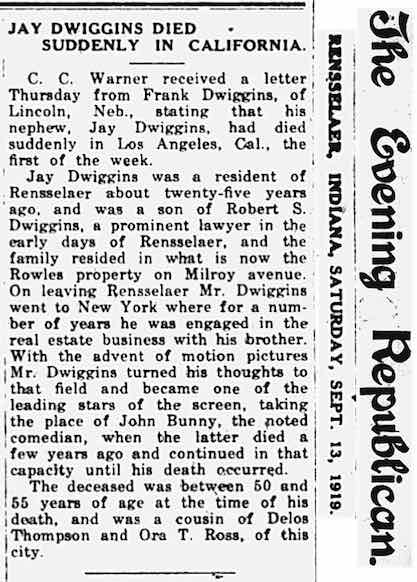 JAY DWIGGINS DIED
SUDDENLY IN CALIFORNIA.
C. C. Warner received a letter
Thursday from Frank Dwiggins, of
Lincoln, Neb., stating that his
nephew, Jay Dwiggins, had died
suddenly in Los Angeles, Cal., the
first of the week.
Jay Dwiggins was a resident of
Rensselaer about twenty-five years
ago, and was a son of Robert S.
Dwiggins, a prominent lawyer in the
early days of Rensselaer, and the
family resided in what is now the
Rowles property on Milroy avenue.
On leaving Rensselaer Mr. Dwiggins
went to New York where for a num-
ber of years he was engaged in the
real estate business with his brother.
With the advent of motion pictures
Mr. Dwiggins turned his thoughts to
that field and became one of the
leading stars of the screen, taking
the place of John Bunny, the noted
comedian, when the latter died a
few years ago and continued in that
capacity until his death occurred.
The deceased was between 50 and
55 years of age at the time of his
death, and was a cousin of Delos
Thompson and Ora T. Ross, of this
city.
RENSSELAER, INDIANA, SATURDAY, SEPT. 13, 1919.
The Evening Republican.